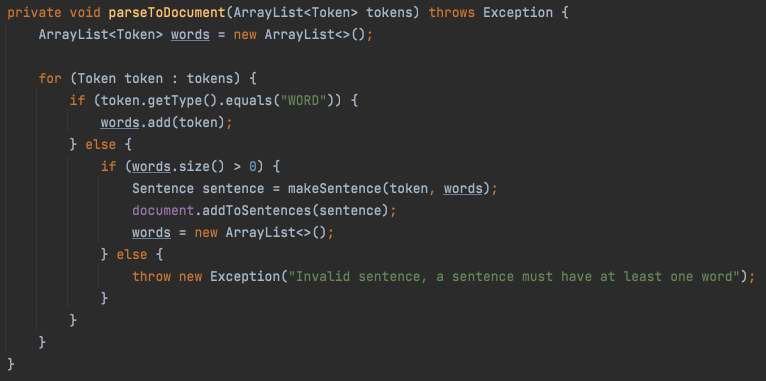 private void parseToDocument(ArrayList<Token> tokens) throws Exception {
    ArrayList<Token> words = new ArrayList<>();

    for (Token token : tokens) {
        if (token.getType().equals("WORD")) {
            words.add(token);
        } else {
            if (words.size() > 0) {
                Sentence sentence = makeSentence(token, words);
                document.addToSentences(sentence);
                words = new ArrayList<>();
            } else {
                throw new Exception("Invalid sentence, a sentence must have at least one word");
            }
        }
    }
}